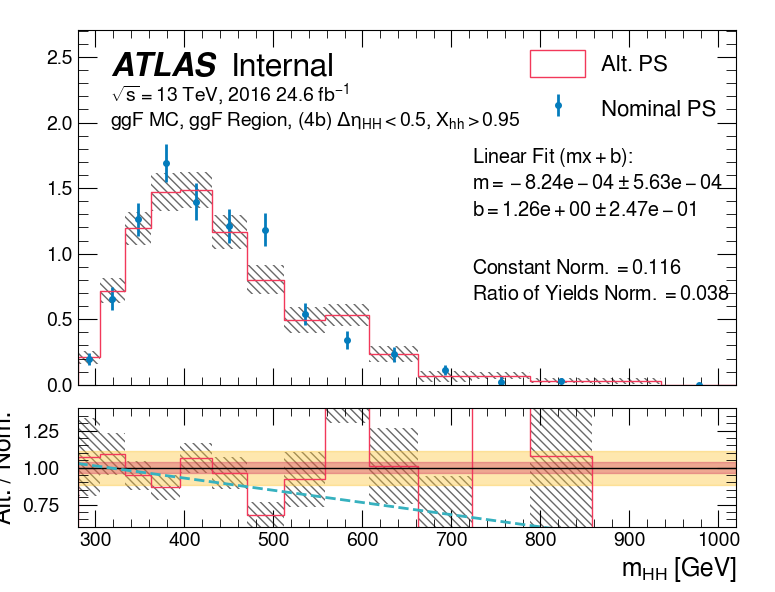 ATLAS Internal
√s = 13 TeV, 2016 24.6 fb⁻¹
ggF MC, ggF Region, (4b) Δη_HH < 0.5, X_hh > 0.95
Alt. PS
Nominal PS
Linear Fit (mx + b):
m = −8.24e − 04 ± 5.63e − 04
b = 1.26e + 00 ± 2.47e − 01
Constant Norm. = 0.116
Ratio of Yields Norm. = 0.038
2.5
2.0
1.5
1.0
0.5
0.0
Alt. / Nom.
1.25
1.00
0.75
300 400 500 600 700 800 900 1000
m_HH [GeV]